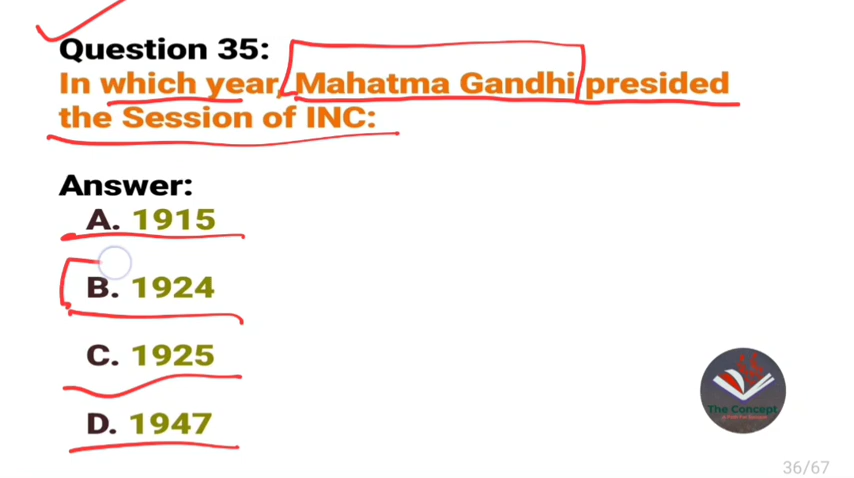 Question 35:
In which year, Mahatma Gandhi presided
the Session of INC:
Answer:
A. 1915
B. 1924
C. 1925
D. 1947
The Concept
36/67